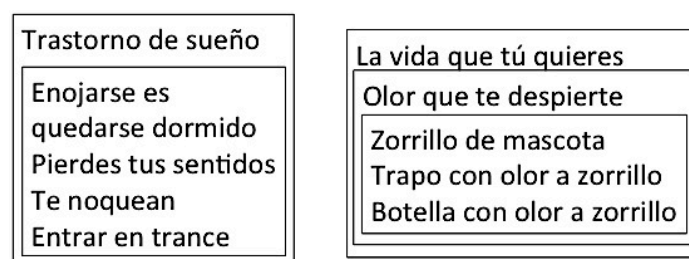 Trastorno de sueño
Enojarse es
quedarse dormido
Pierdes tus sentidos
Te noquean
Entrar en trance
La vida que tú quieres
Olor que te despierte
Zorrillo de mascota
Trapo con olor a zorrillo
Botella con olor a zorrillo